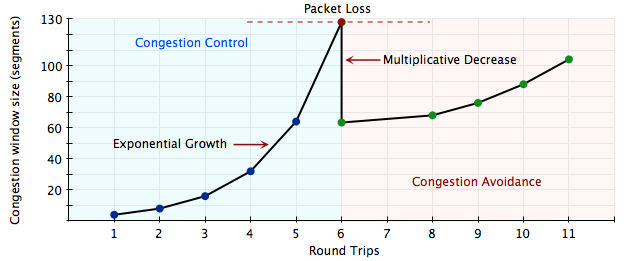 Packet Loss
130
Congestion Control
Multiplicative Decrease
100
80
60
Exponential Growth
40
Congestion Avoidance
20
1 2 3 4 5 6 7 8 9 10 11
Round Trips
Congestion window size (segments)